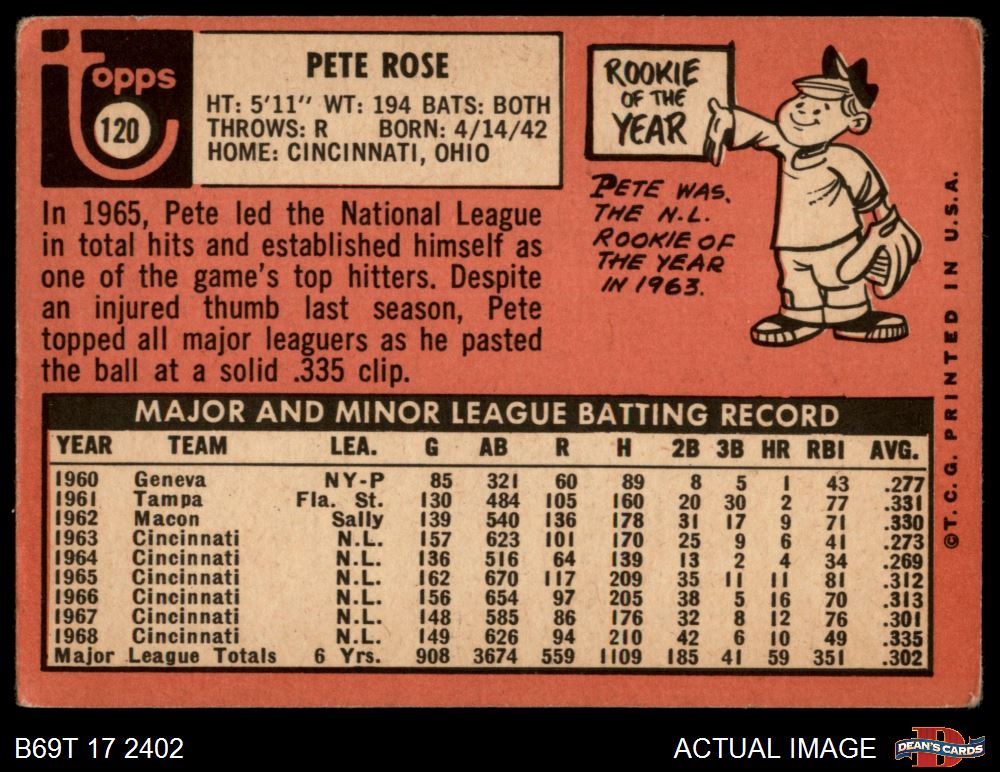 Topps
120
PETE ROSE
HT: 5'11" WT: 194 BATS: BOTH
THROWS: R BORN: 4/14/42
HOME: CINCINNATI, OHIO
ROOKIE
OF THE
YEAR
PETE WAS
THE N.L.
ROOKIE OF
THE YEAR
IN 1963.
In 1965, Pete led the National League
in total hits and established himself as
one of the game's top hitters. Despite
an injured thumb last season, Pete
topped all major leaguers as he pasted
the ball at a solid .335 clip.
MAJOR AND MINOR LEAGUE BATTING RECORD
YEAR TEAM LEA. G AB R H 2B 3B HR RBI AVG.
1960 Geneva NY-P 85 321 60 89 8 5 1 43 .277
1961 Tampa Fla. St. 130 484 105 160 20 30 2 77 .331
1962 Macon Sally 139 540 136 178 31 17 9 71 .330
1963 Cincinnati N.L. 157 623 101 170 25 9 6 41 .273
1964 Cincinnati N.L. 136 516 64 139 13 2 4 34 .269
1965 Cincinnati N.L. 162 670 117 209 35 11 11 81 .312
1966 Cincinnati N.L. 156 654 97 205 38 5 16 70 .313
1967 Cincinnati N.L. 148 585 86 176 32 8 12 76 .301
1968 Cincinnati N.L. 149 626 94 210 42 6 10 49 .335
Major League Totals 6 Yrs. 908 3674 559 1109 185 41 59 351 .302
©T.C.G. PRINTED IN U.S.A.
B69T 17 2402
ACTUAL IMAGE
DEAN'S CARDS